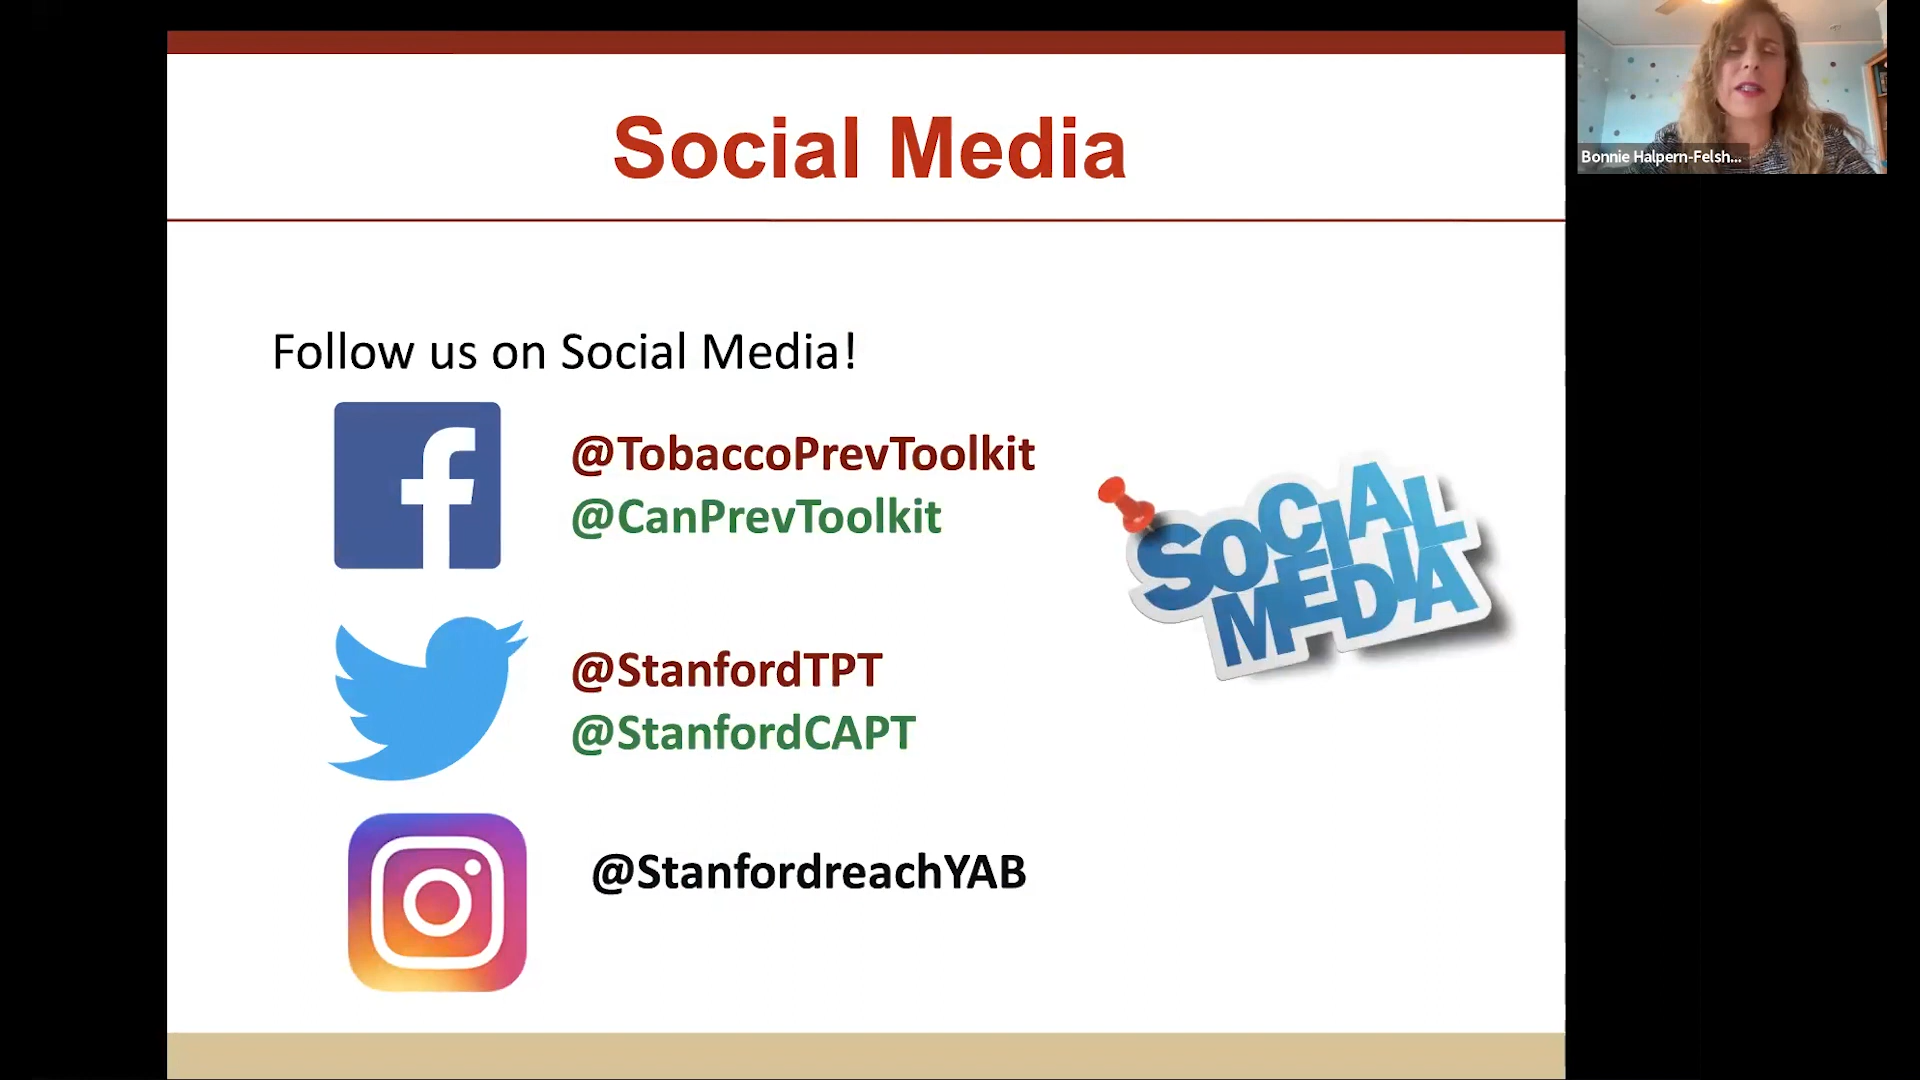 Social Media
Bonnie Halpern-Felsh...
Follow us on Social Media!
@TobaccoPrevToolkit
@CanPrevToolkit
SOCIAL
MEDIA
@StanfordTPT
@StanfordCAPT
@StanfordreachYAB